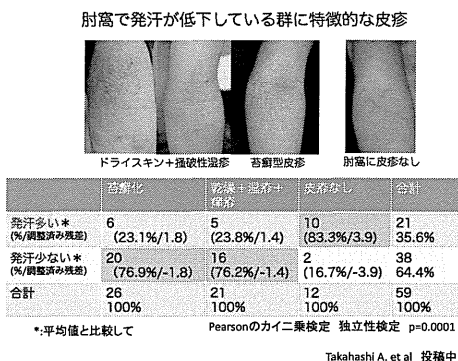 肘窩で発汗が低下している群に特徴的な皮疹
ドライスキン＋掻破性湿疹 苔癬型皮疹 肘窩に皮疹なし
苔癬化 乾燥＋湿疹＋痒疹 皮疹なし 合計
発汗多い＊ 6 5 10 21
(%/調整済み残差) (23.1%/1.8) (23.8%/1.4) (83.3%/3.9) 35.6%
発汗少ない＊ 20 16 2 38
(%/調整済み残差) (76.9%/-1.8) (76.2%/-1.4) (16.7%/-3.9) 64.4%
合計 26 21 12 59
100% 100% 100% 100%
*:平均値と比較して Pearsonのカイ二乗検定 独立性検定 p=0.0001
Takahashi A. et al 投稿中